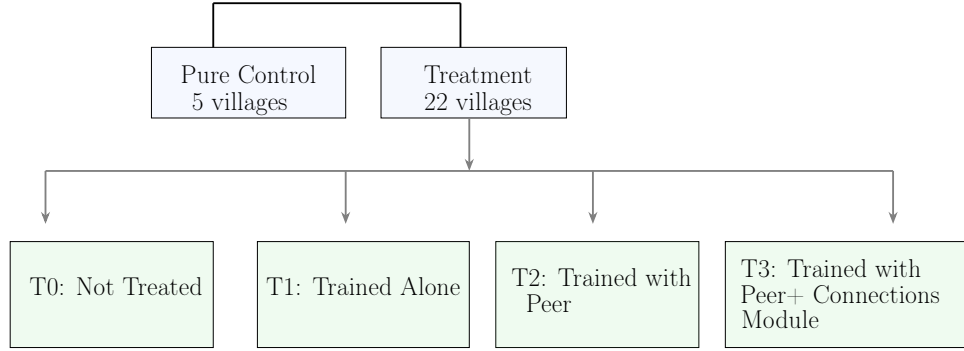 Pure Control
5 villages
Treatment
22 villages
T0: Not Treated
T1: Trained Alone
T2: Trained with
Peer
T3: Trained with
Peer+ Connections
Module